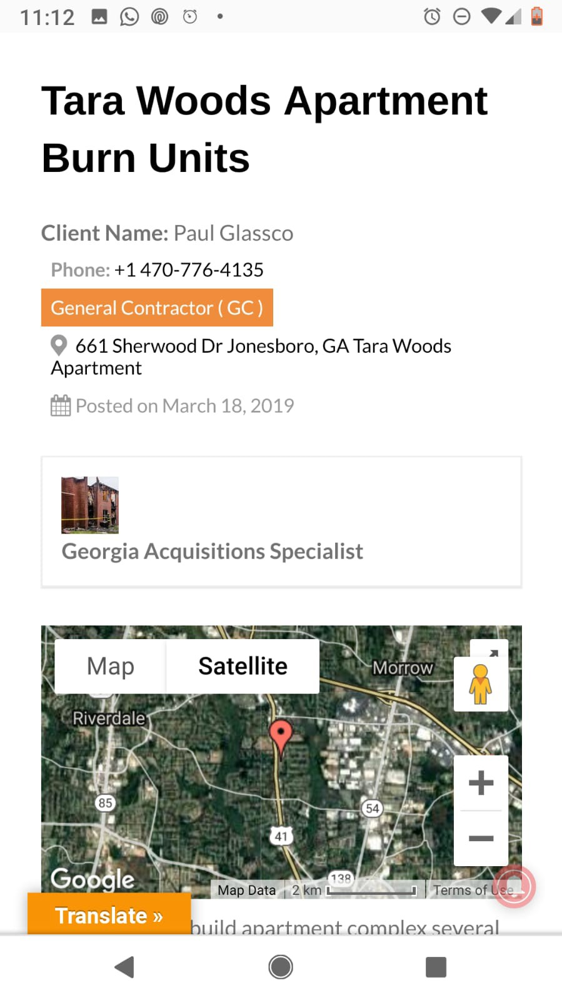 11:12
Tara Woods Apartment
Burn Units
Client Name: Paul Glassco
Phone: +1 470-776-4135
General Contractor ( GC )
661 Sherwood Dr Jonesboro, GA Tara Woods
Apartment
Posted on March 18, 2019
Georgia Acquisitions Specialist
Map
Satellite
Morrow
Riverdale
85
54
41
138
Google
Map Data
2 km
Terms of Use
Translate »
build apartment complex several